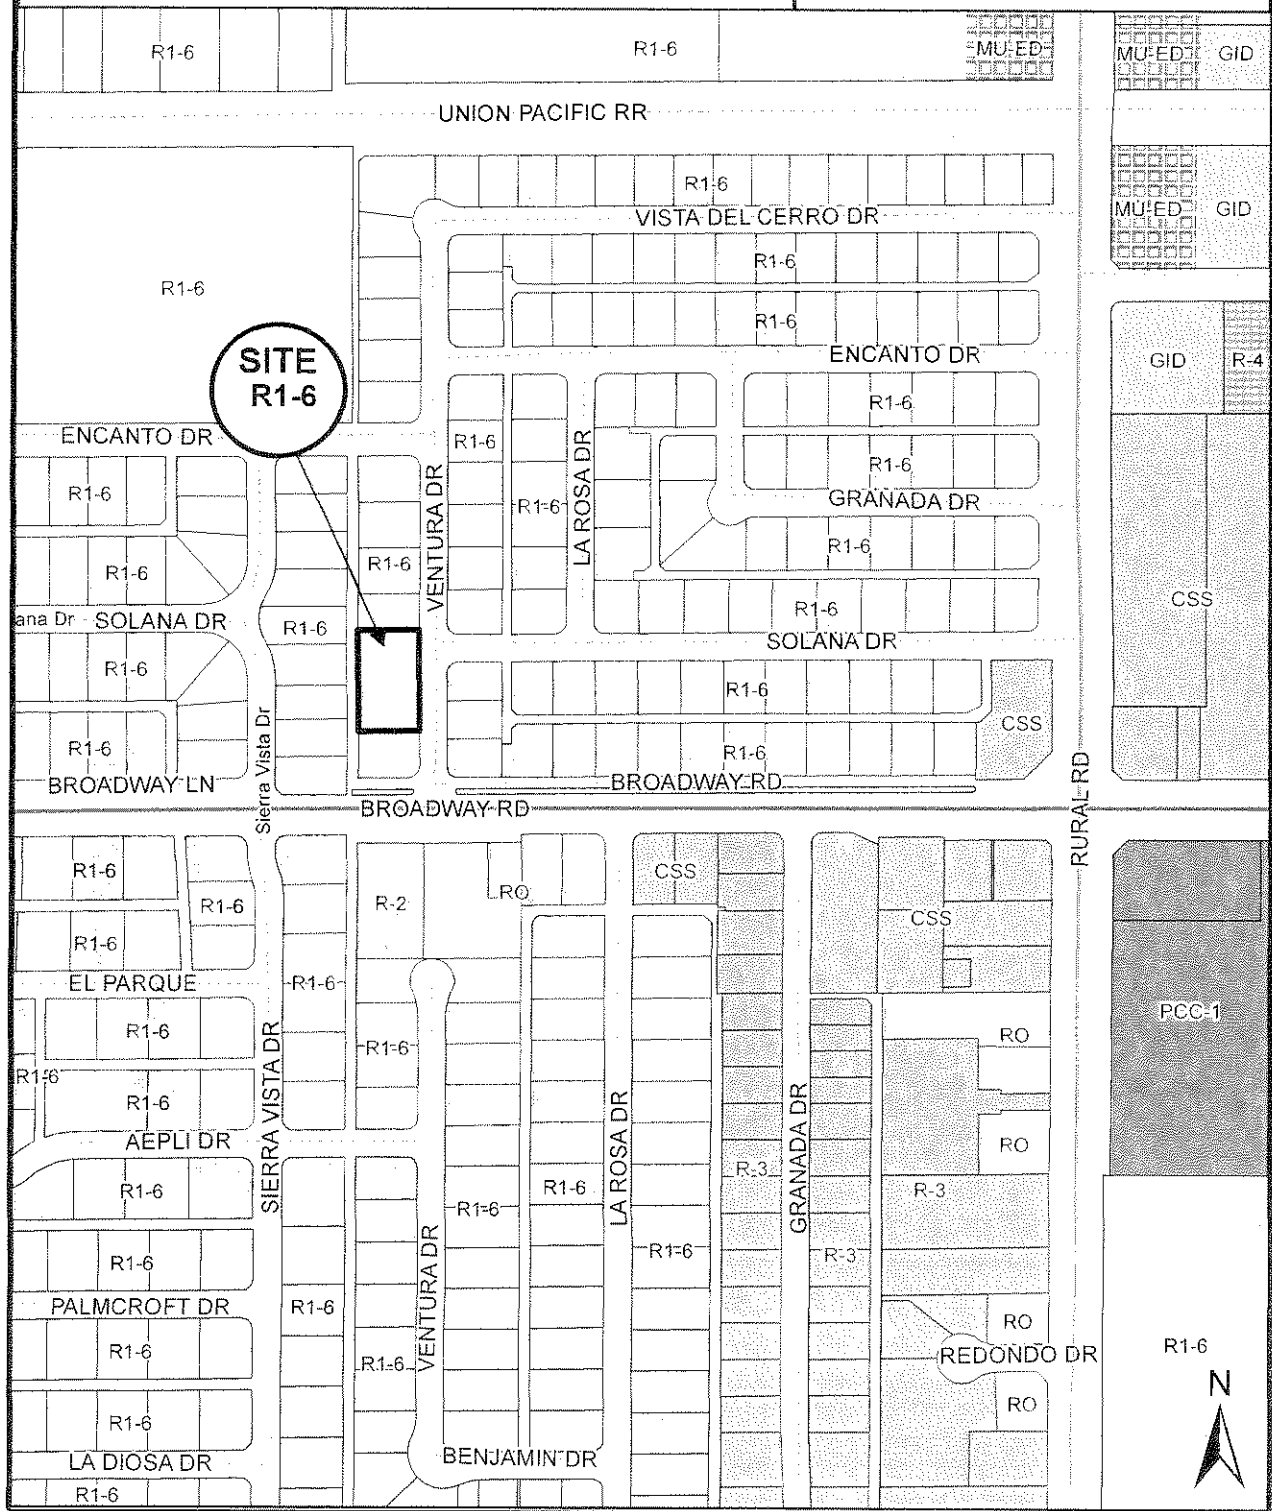 R1-6
R1-6
MU-ED
MU-ED
GID
UNION PACIFIC RR
R1-6
VISTA DEL CERRO DR
MU-ED
GID
R1-6
R1-6
R1-6
ENCANTO DR
GID
R-4
SITE
R1-6
R1-6
ENCANTO DR
R1-6
LA ROSA DR
R1-6
R1-6
VENTURA DR
R1-6
GRANADA DR
R1-6
R1-6
R1-6
CSS
ana Dr
SOLANA DR
R1-6
R1-6
SOLANA DR
R1-6
R1-6
CSS
R1-6
Sierra Vista Dr
R1-6
BROADWAY LN
BROADWAY RD
BROADWAY RD
RURAL RD
R1-6
R1-6
R-2
RO
CSS
CSS
R1-6
EL PARQUE
R1-6
PCC-1
R1-6
R1-6
RO
R1-6
SIERRA VISTA DR
R1-6
AEPLI DR
LA ROSA DR
GRANADA DR
RO
R1-6
R1-6
R1-6
R-3
R-3
R1-6
VENTURA DR
R1-6
R-3
PALMCROFT DR
R1-6
RO
R1-6
R1-6
REDONDO DR
R1-6
R1-6
RO
N
LA DIOSA DR
BENJAMIN DR
R1-6